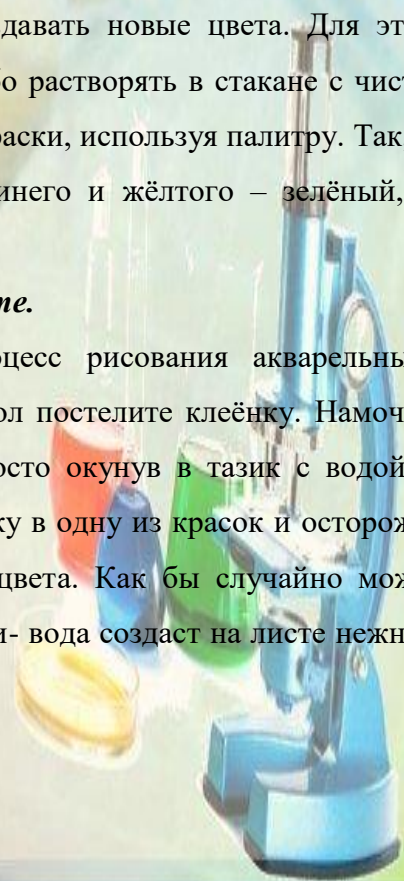 давать новые цвета. Для эт
о растворять в стакане с чист
раски, используя палитру. Так
инего и жёлтого – зелёный,
те.
оцесс рисования акварельны
ол постелите клеёнку. Намоч
осто окунув в тазик с водой
ку в одну из красок и осторож
цвета. Как бы случайно мож
и- вода создаст на листе нежн